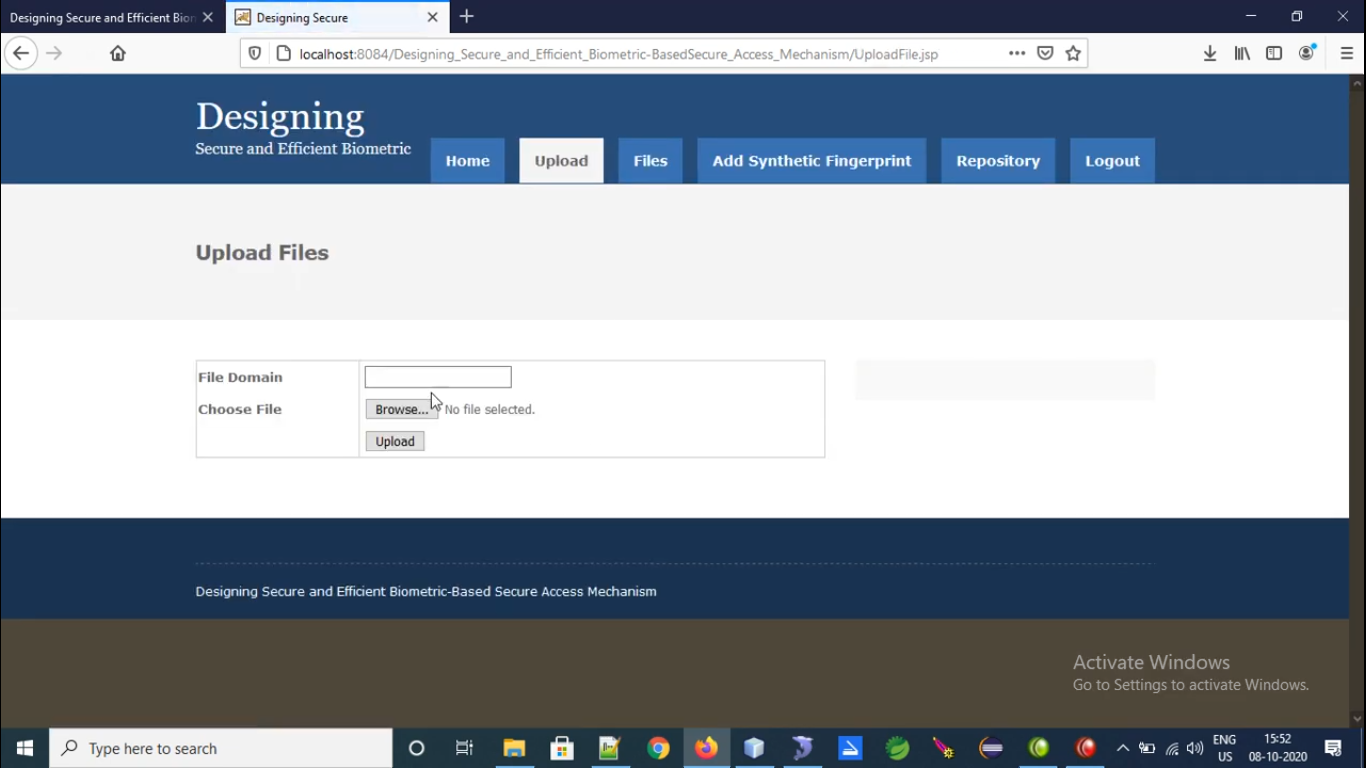 Designing Secure and Efficient Bion
Designing Secure
localhost:8084/Designing_Secure_and_Efficient_Biometric-BasedSecure_Access_Mechanism/UploadFile.jsp
Designing
Secure and Efficient Biometric
Home
Upload
Files
Add Synthetic Fingerprint
Repository
Logout
Upload Files
File Domain
Choose File
Browse...
No file selected.
Upload
Designing Secure and Efficient Biometric-Based Secure Access Mechanism
Activate Windows
Go to Settings to activate Windows.
Type here to search
ENG
US
15:52
08-10-2020